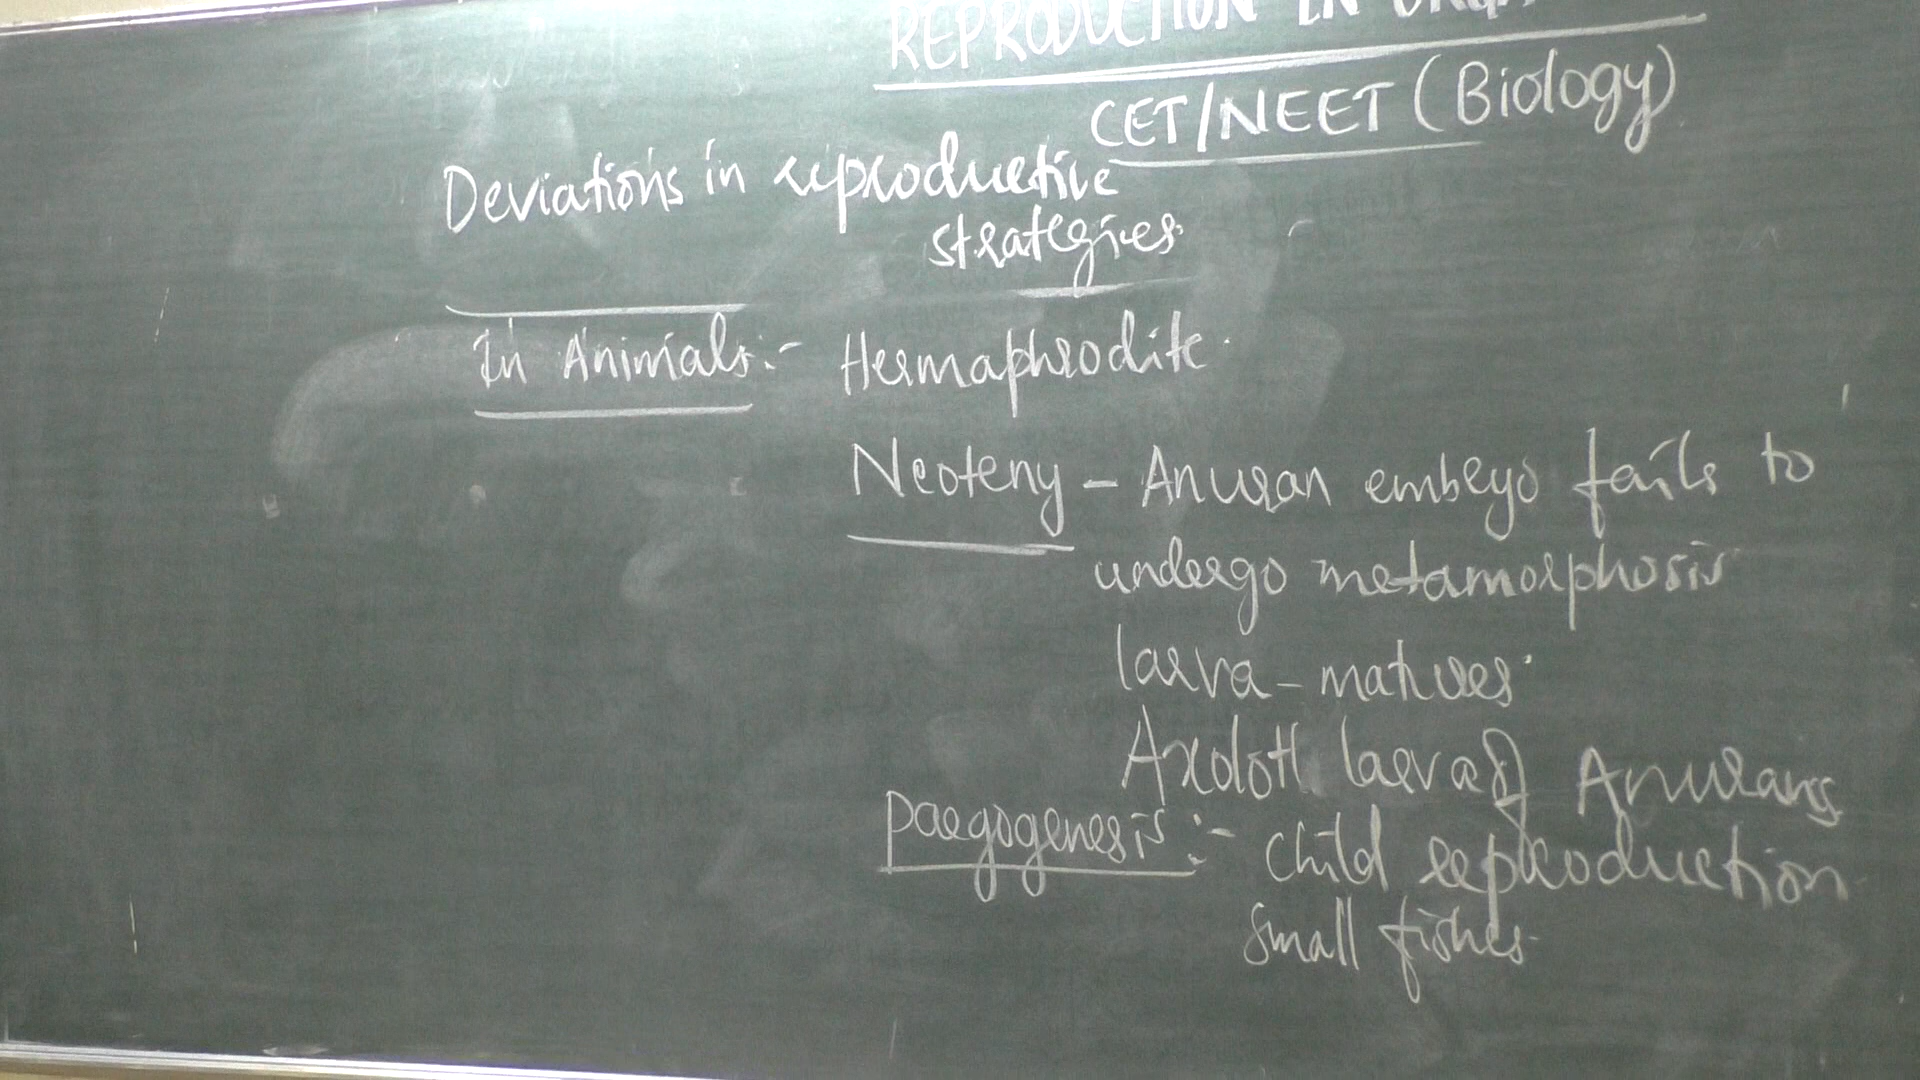 REPRODUCTION IN
CET/NEET (Biology)
Deviations in reproductive
strategies.
In Animals:- Hermaphrodite.
Neoteny - Anuran embryo fails to
undergo metamorphosis
larva - matures.
Axolotl larva of Anurans
Paegogenesis :- Child reproduction
Small fishes.